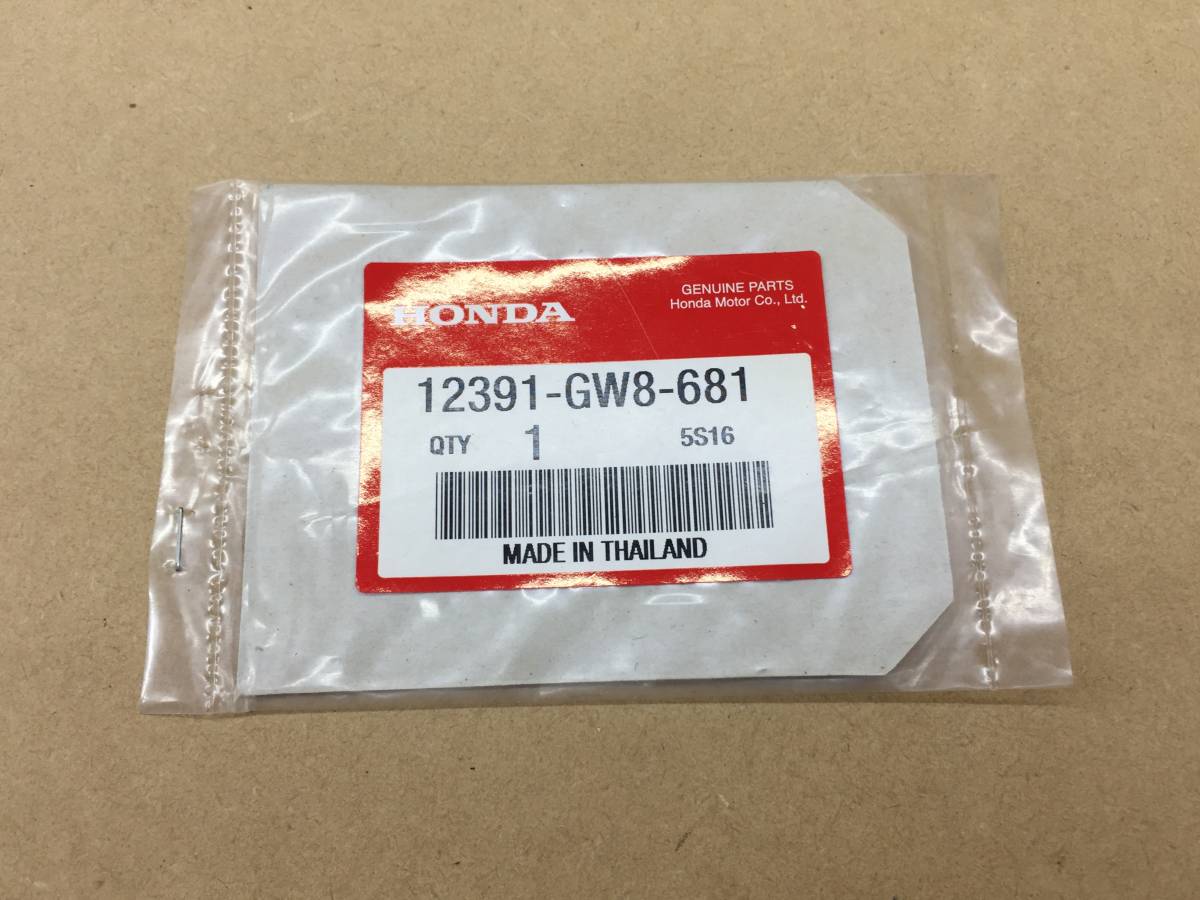 HONDA
GENUINE PARTS
Honda Motor Co., Ltd.
12391-GW8-681
QTY 1 5S16
MADE IN THAILAND